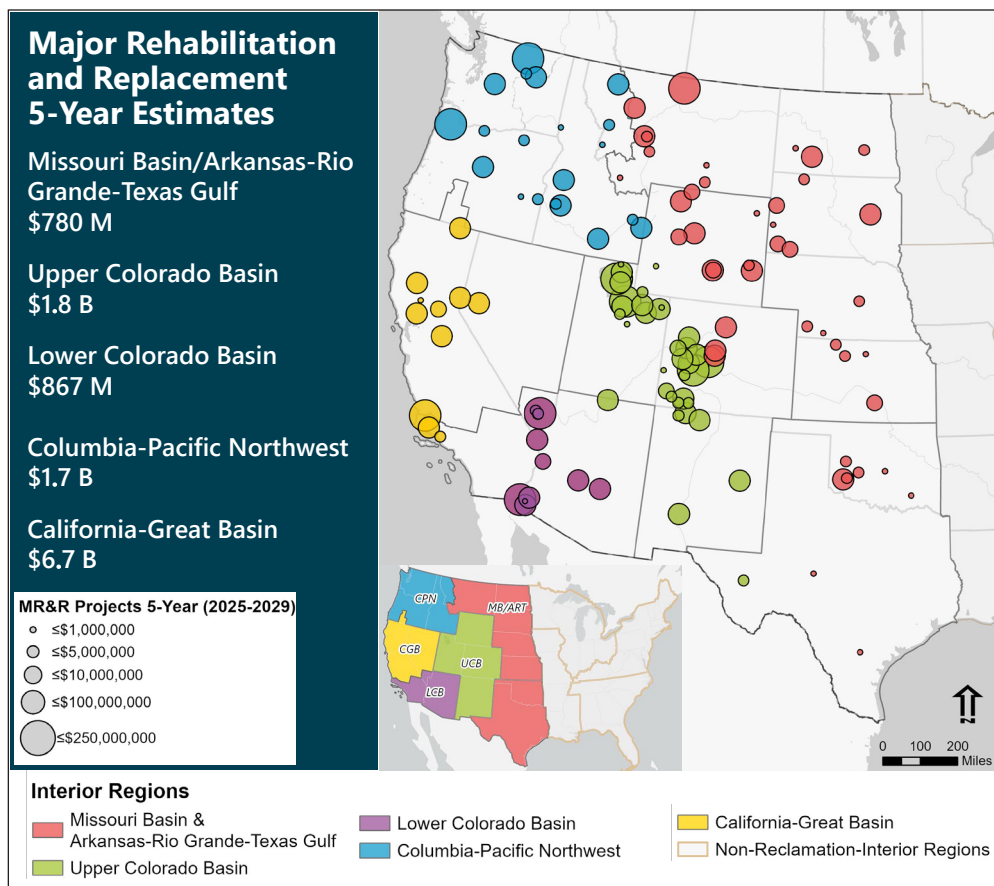 Major Rehabilitation
and Replacement
5-Year Estimates
Missouri Basin/Arkansas-Rio
Grande-Texas Gulf
$780 M
Upper Colorado Basin
$1.8 B
Lower Colorado Basin
$867 M
Columbia-Pacific Northwest
$1.7 B
California-Great Basin
$6.7 B
MR&R Projects 5-Year (2025-2029)
≤$1,000,000
≤$5,000,000
≤$10,000,000
≤$100,000,000
≤$250,000,000
CPN
MB/ART
CGB
UCB
LCB
N
0 100 200
Miles
Interior Regions
Missouri Basin &
Arkansas-Rio Grande-Texas Gulf
Upper Colorado Basin
Lower Colorado Basin
Columbia-Pacific Northwest
California-Great Basin
Non-Reclamation-Interior Regions